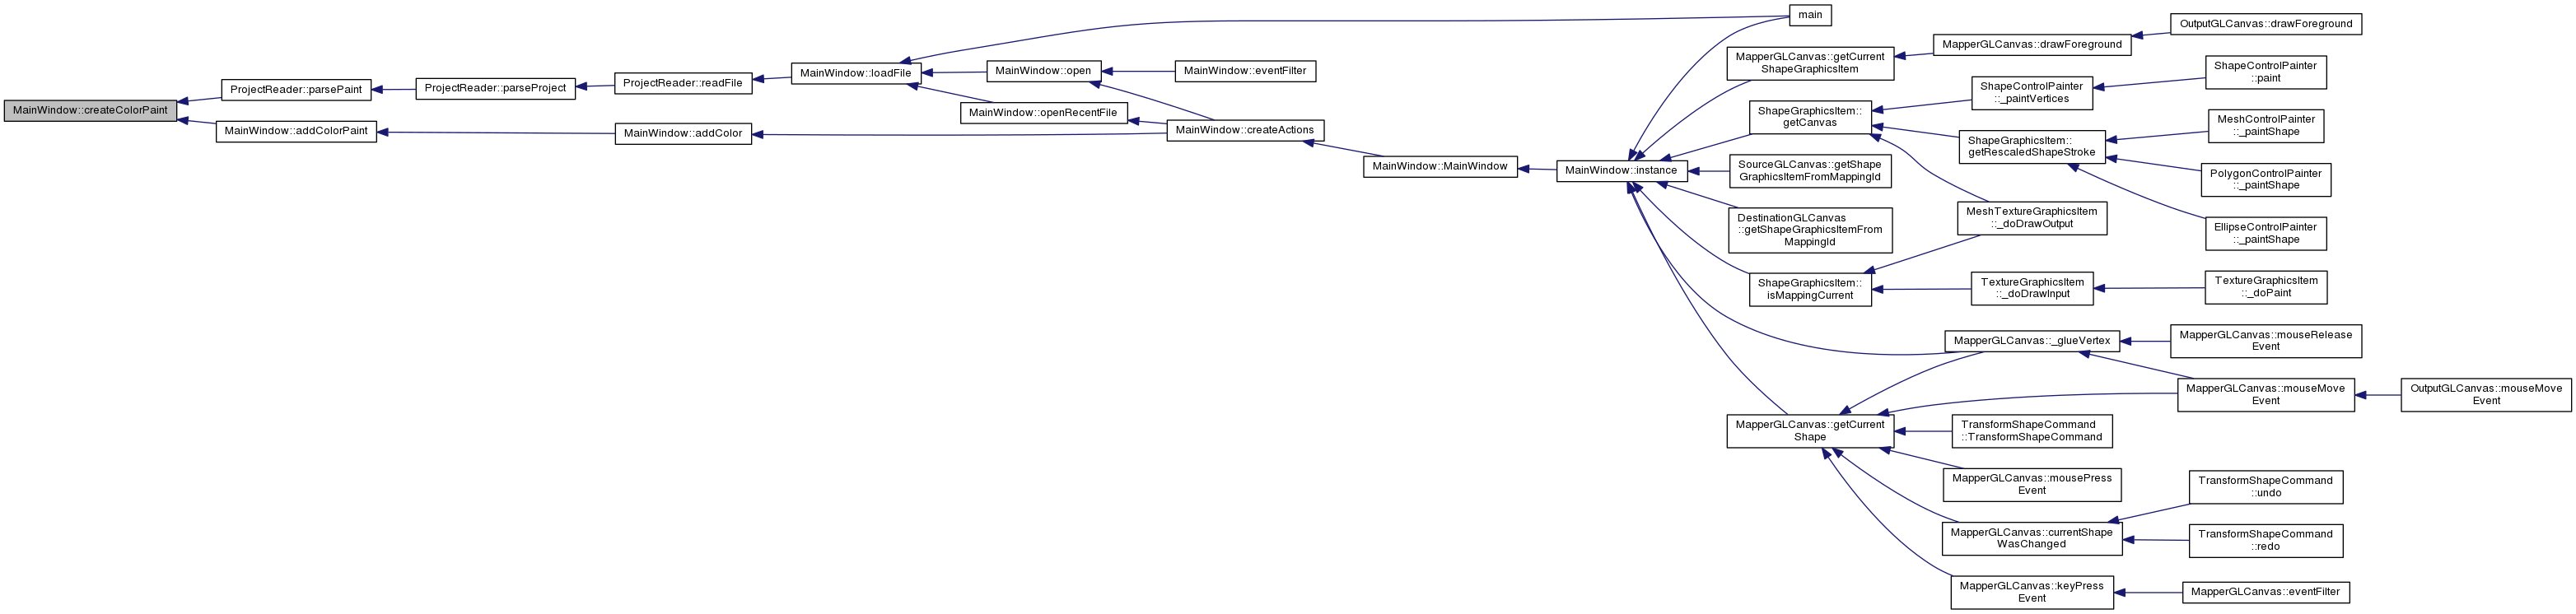 MainWindow::createColorPaint
ProjectReader::parsePaint
MainWindow::addColorPaint
ProjectReader::parseProject
ProjectReader::readFile
MainWindow::addColor
MainWindow::loadFile
MainWindow::open
MainWindow::openRecentFile
MainWindow::eventFilter
MainWindow::createActions
MainWindow::MainWindow
MainWindow::instance
main
MapperGLCanvas::getCurrent
ShapeGraphicsItem
ShapeGraphicsItem::
getCanvas
SourceGLCanvas::getShape
GraphicsItemFromMappingId
DestinationGLCanvas
::getShapeGraphicsItemFrom
MappingId
ShapeGraphicsItem::
isMappingCurrent
MapperGLCanvas::getCurrent
Shape
MapperGLCanvas::drawForeground
OutputGLCanvas::drawForeground
ShapeControlPainter
::_paintVertices
ShapeControlPainter
::paint
ShapeGraphicsItem::
getRescaledShapeStroke
MeshControlPainter
::_paintShape
PolygonControlPainter
::_paintShape
EllipseControlPainter
::_paintShape
MeshTextureGraphicsItem
::_doDrawOutput
TextureGraphicsItem
::_doDrawInput
TextureGraphicsItem
::_doPaint
MapperGLCanvas::_glueVertex
MapperGLCanvas::mouseRelease
Event
MapperGLCanvas::mouseMove
Event
OutputGLCanvas::mouseMove
Event
TransformShapeCommand
::TransformShapeCommand
MapperGLCanvas::mousePress
Event
MapperGLCanvas::currentShape
WasChanged
TransformShapeCommand
::undo
TransformShapeCommand
::redo
MapperGLCanvas::keyPress
Event
MapperGLCanvas::eventFilter